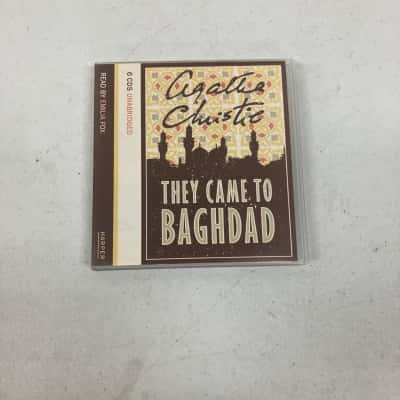 Agatha
Christie
THEY CAME TO
BAGHDAD
6 CDS UNABRIDGED
READ BY EMILIA FOX
HARPER